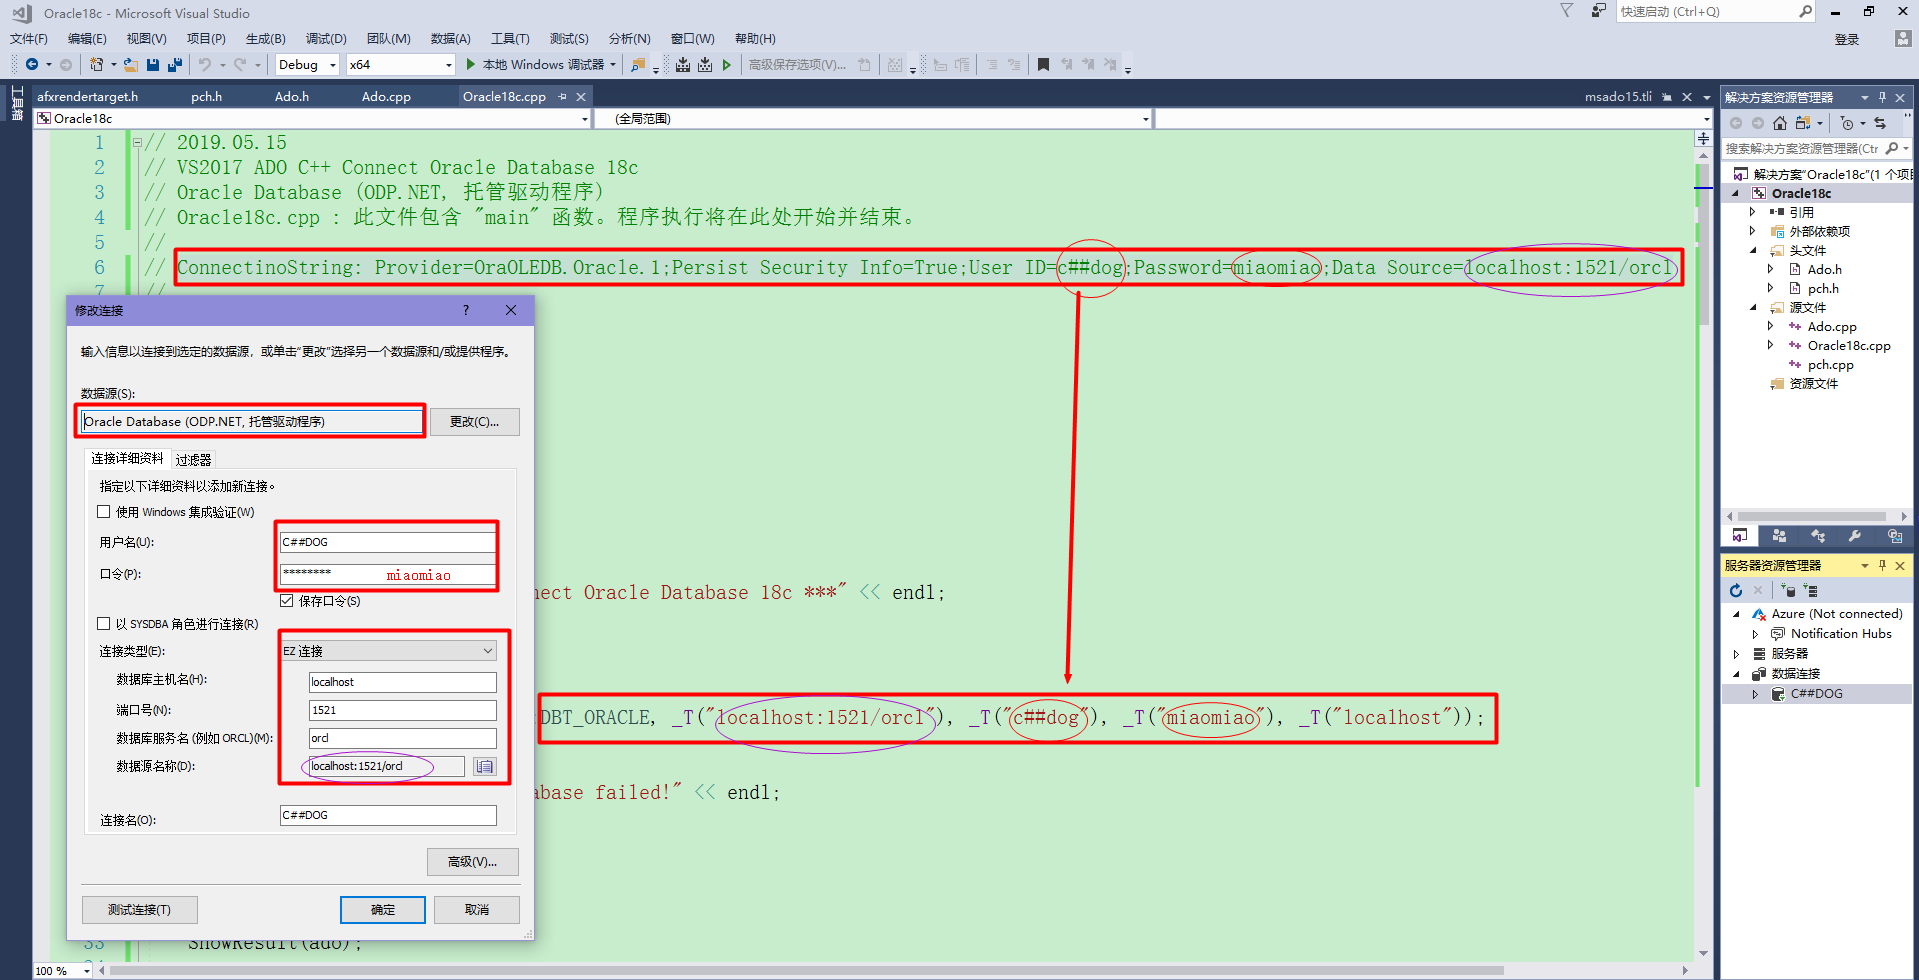 Oracle18c - Microsoft Visual Studio
快速启动 (Ctrl+Q)
文件(F) 编辑(E) 视图(V) 项目(P) 生成(B) 调试(D) 团队(M) 数据(A) 工具(T) 测试(S) 分析(N) 窗口(W) 帮助(H)
登录
Debug x64 本地 Windows 调试器 高级保存选项(V)...
工具箱
afxrendertarget.h pch.h Ado.h Ado.cpp Oracle18c.cpp msado15.tli
Oracle18c (全局范围)
1 // 2019.05.15
2 // VS2017 ADO C++ Connect Oracle Database 18c
3 // Oracle Database (ODP.NET, 托管驱动程序)
4 // Oracle18c.cpp : 此文件包含 "main" 函数。程序执行将在此处开始并结束。
5 //
6 // ConnectinoString: Provider=OraOLEDB.Oracle.1;Persist Security Info=True;User ID=c##dog;Password=miaomiao;Data Source=localhost:1521/orcl
7 //
修改连接 ?
输入信息以连接到选定的数据源，或单击“更改”选择另一个数据源和/或提供程序。
数据源(S):
Oracle Database (ODP.NET, 托管驱动程序) 更改(C)...
连接详细资料 过滤器
指定以下详细资料以添加新连接。
使用 Windows 集成验证(W)
用户名(U): C##DOG
口令(P): ******** miaomiao
保存口令(S)
以 SYSDBA 角色进行连接(R)
连接类型(E): EZ 连接
数据库主机名(H): localhost
端口号(N): 1521
数据库服务名 (例如 ORCL)(M): orcl
数据源名称(D): localhost:1521/orcl
连接名(O): C##DOG
高级(V)...
测试连接(T) 确定 取消
nect Oracle Database 18c ***" << endl;
DBT_ORACLE, _T("localhost:1521/orcl"), _T("c##dog"), _T("miaomiao"), _T("localhost"));
abase failed!" << endl;
33 ShowResult(ado);
100 %
解决方案资源管理器
搜索解决方案资源管理器(Ctr
解决方案"Oracle18c"(1 个项
Oracle18c
引用
外部依赖项
头文件
Ado.h
pch.h
源文件
Ado.cpp
Oracle18c.cpp
pch.cpp
资源文件
服务器资源管理器
Azure (Not connected)
Notification Hubs
服务器
数据连接
C##DOG